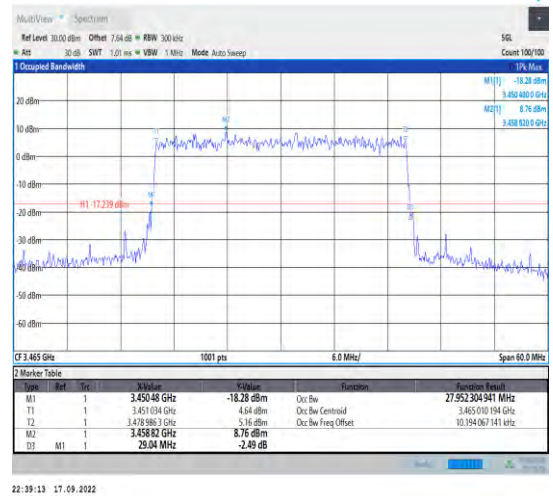 MultiView Spectrum
Ref Level 30.00 dBm Offset 7.64 dB RBW 300 kHz SGL
Att 30 dB SWT 1.01 ms VBW 1 MHz Mode Auto Sweep Count 100/100
1 Occupied Bandwidth 1Pk Max
M1[1] -18.28 dBm
3.450 480 0 GHz
M2[1] 8.76 dBm
3.458 820 0 GHz
20 dBm
M2
T1
10 dBm
0 dBm
-10 dBm
H1 -17.239 dBm
-20 dBm
-30 dBm
-40 dBm
-50 dBm
-60 dBm
CF 3.465 GHz 1001 pts 6.0 MHz/ Span 60.0 MHz
2 Marker Table
Type Ref Trc X-Value Y-Value Function Function Result
M1 1 3.450 48 GHz -18.28 dBm Occ Bw 27.952 304 941 MHz
T1 1 3.451 034 GHz 4.64 dBm Occ Bw Centroid 3.465 010 194 GHz
T2 1 3.478 986 3 GHz 5.16 dBm Occ Bw Freq Offset 10.194 067 141 kHz
M2 1 3.458 82 GHz 8.76 dBm
D3 M1 1 29.04 MHz -2.49 dB
22:39:13 17.09.2022